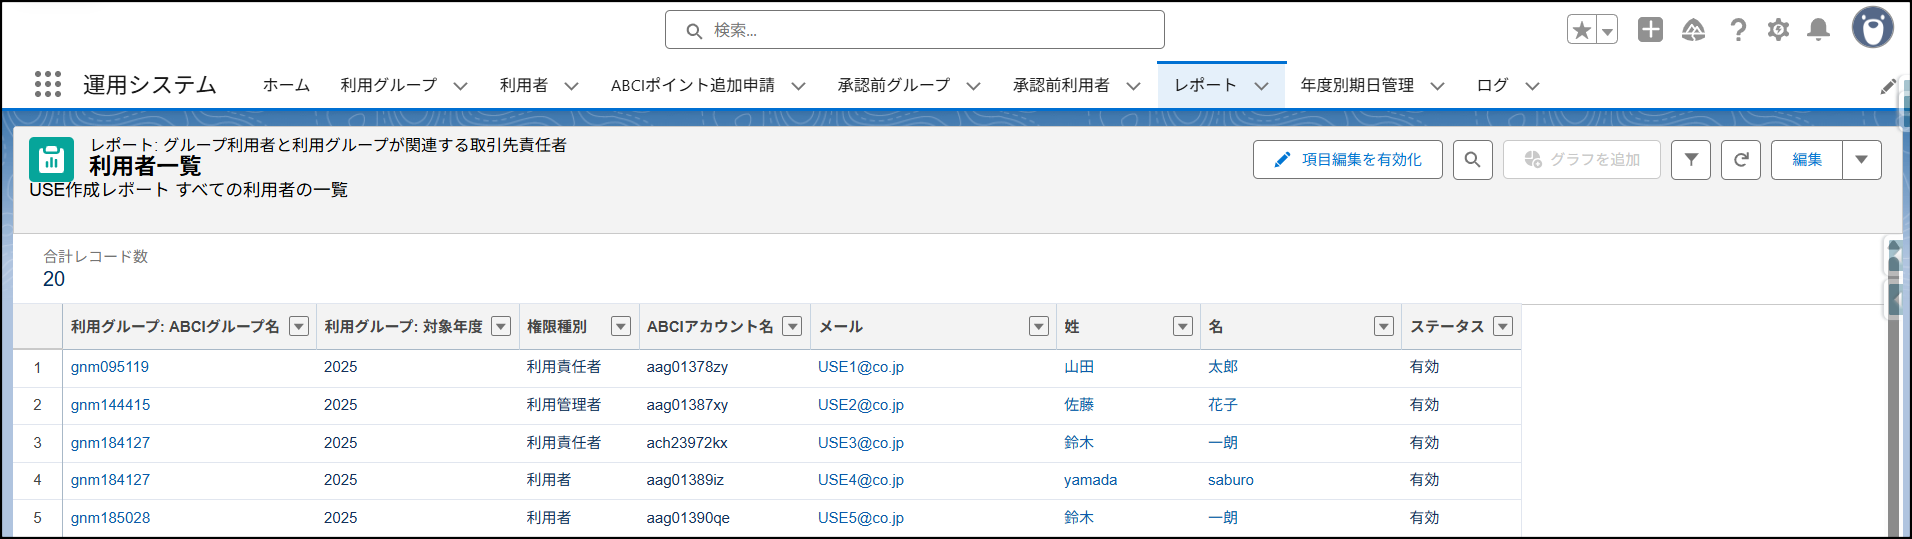 検索...
運用システム ホーム 利用グループ 利用者 ABCIポイント追加申請 承認前グループ 承認前利用者 レポート 年度別期日管理 ログ
レポート: グループ利用者と利用グループが関連する取引先責任者
利用者一覧
USE作成レポート すべての利用者の一覧
項目編集を有効化 グラフを追加 編集
合計レコード数
20
利用グループ: ABCIグループ名 利用グループ: 対象年度 権限種別 ABCIアカウント名 メール 姓 名 ステータス
1 gnm095119 2025 利用責任者 aag01378zy USE1@co.jp 山田 太郎 有効
2 gnm144415 2025 利用管理者 aag01387xy USE2@co.jp 佐藤 花子 有効
3 gnm184127 2025 利用責任者 ach23972kx USE3@co.jp 鈴木 一朗 有効
4 gnm184127 2025 利用者 aag01389iz USE4@co.jp yamada saburo 有効
5 gnm185028 2025 利用者 aag01390qe USE5@co.jp 鈴木 一朗 有効